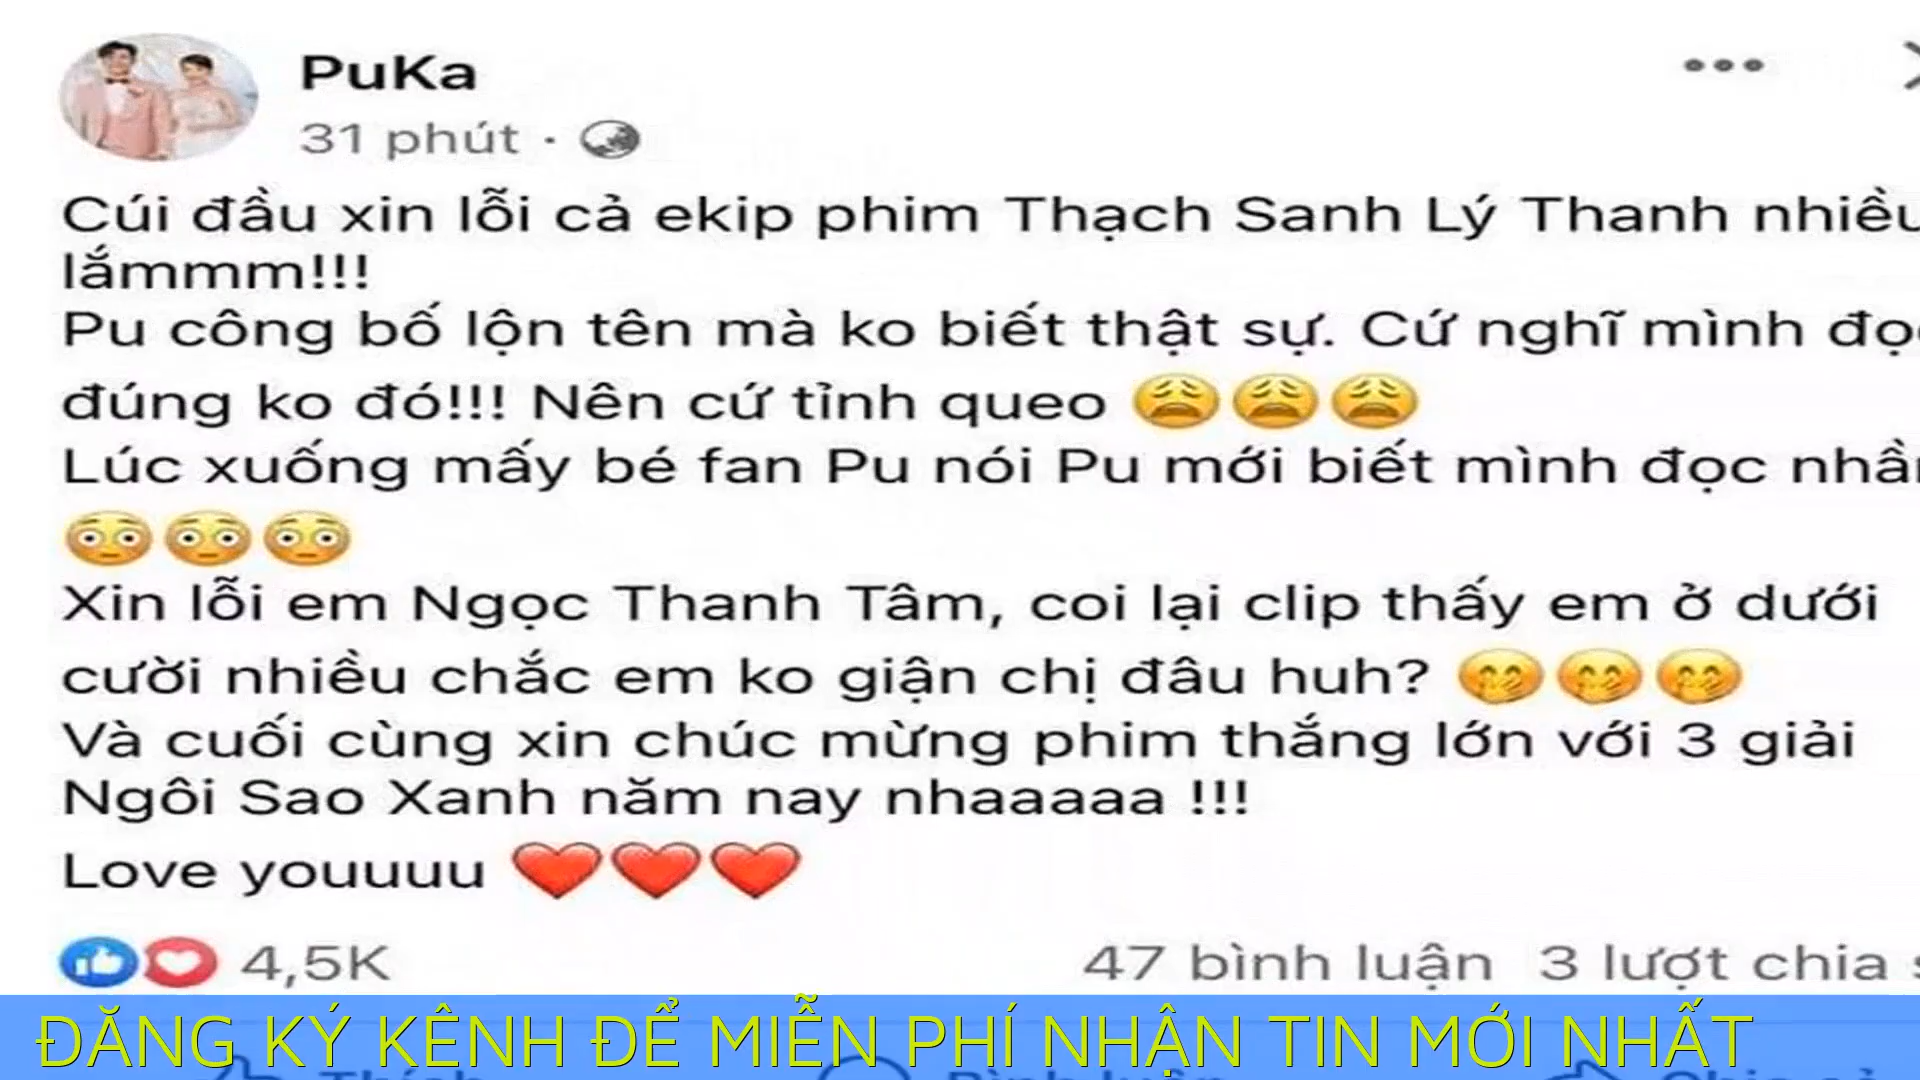 PuKa
31 phút ·
Cúi đầu xin lỗi cả ekip phim Thạch Sanh Lý Thanh nhiều
lắmmm!!!
Pu công bố lộn tên mà ko biết thật sự. Cứ nghĩ mình
đúng ko đó!!! Nên cứ tỉnh queo 😩😩😩
Lúc xuống mấy bé fan Pu nói Pu mới biết mình đọc
😳😳😳
Xin lỗi em Ngọc Thanh Tâm, coi lại clip thấy em ở dưới
cười nhiều chắc em ko giận chị đâu huh? 🤭🤭🤭
Và cuối cùng xin chúc mừng phim thắng lớn với 3 giải
Ngôi Sao Xanh năm nay nhaaaaa !!!
Love youuuu ❤️❤️❤️
4,5K
47 bình luận 3 lượt chia
ĐĂNG KÝ KÊNH ĐỂ MIỄN PHÍ NHẬN TIN MỚI NHẤT